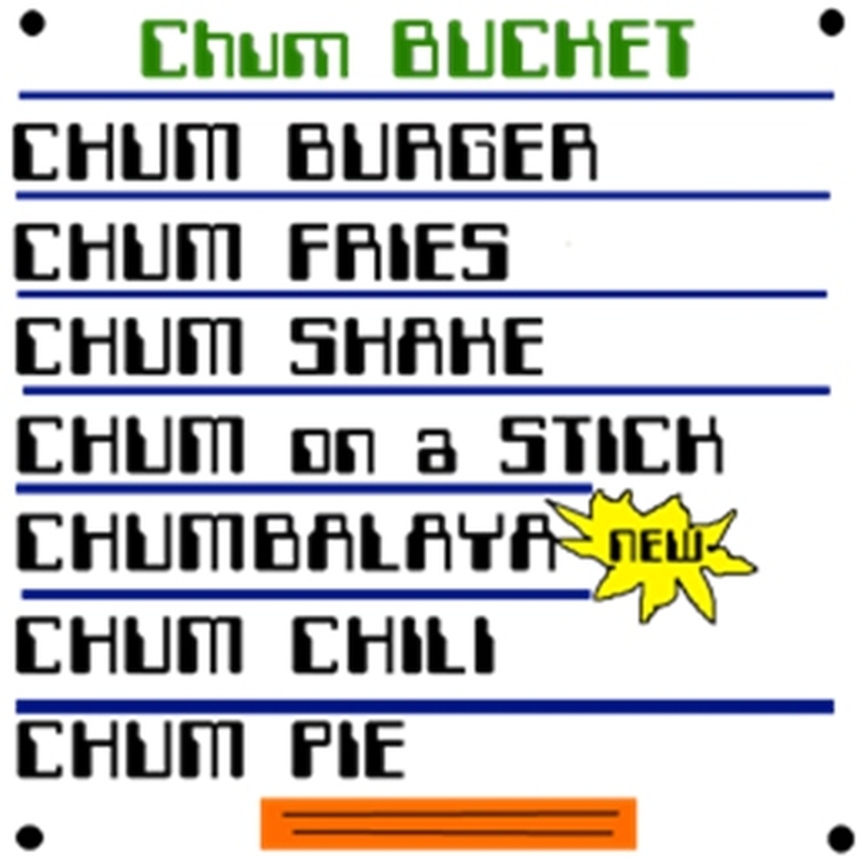 Chum BUCKET
CHUM BURGER
CHUM FRIES
CHUM SHAKE
CHUM on a STICK
CHUMBALAYA
NEW
CHUM CHILI
CHUM PIE